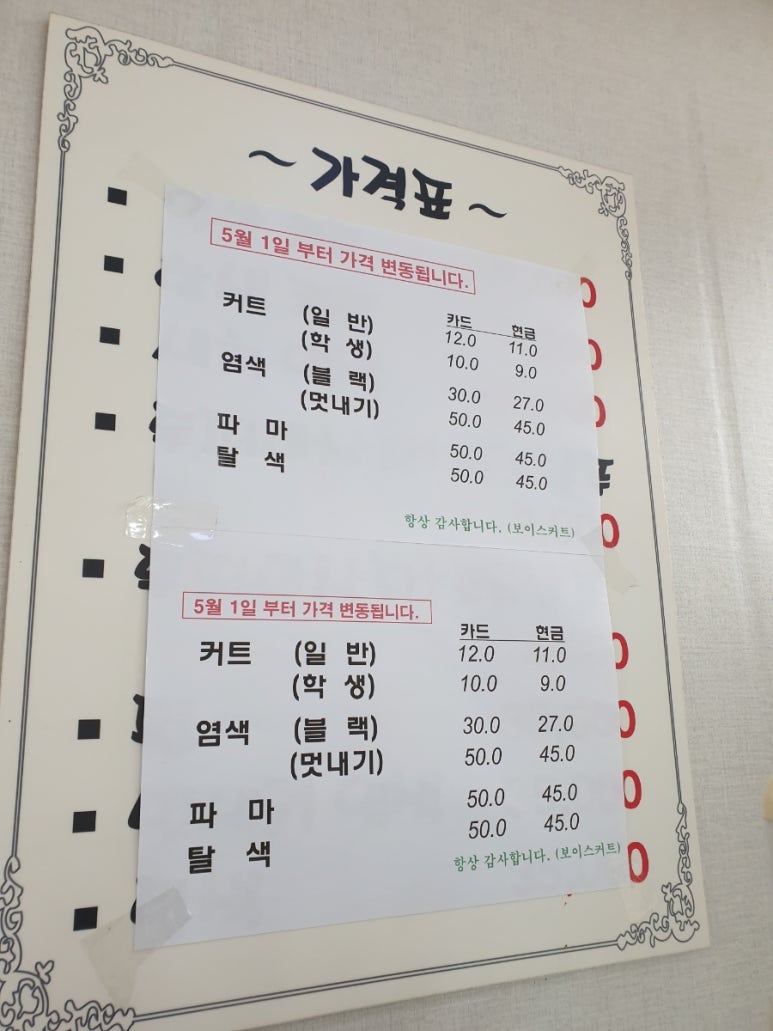 ~ 가격표 ~
5월 1일 부터 가격 변동됩니다.
카드 현금
커트 (일 반) 12.0 11.0
(학 생) 10.0 9.0
염색 (블 랙) 30.0 27.0
(멋내기) 50.0 45.0
파 마 50.0 45.0
탈 색 50.0 45.0
항상 감사합니다. (보이스커트)
5월 1일 부터 가격 변동됩니다.
카드 현금
커트 (일 반) 12.0 11.0
(학 생) 10.0 9.0
염색 (블 랙) 30.0 27.0
(멋내기) 50.0 45.0
파 마 50.0 45.0
탈 색 50.0 45.0
항상 감사합니다. (보이스커트)